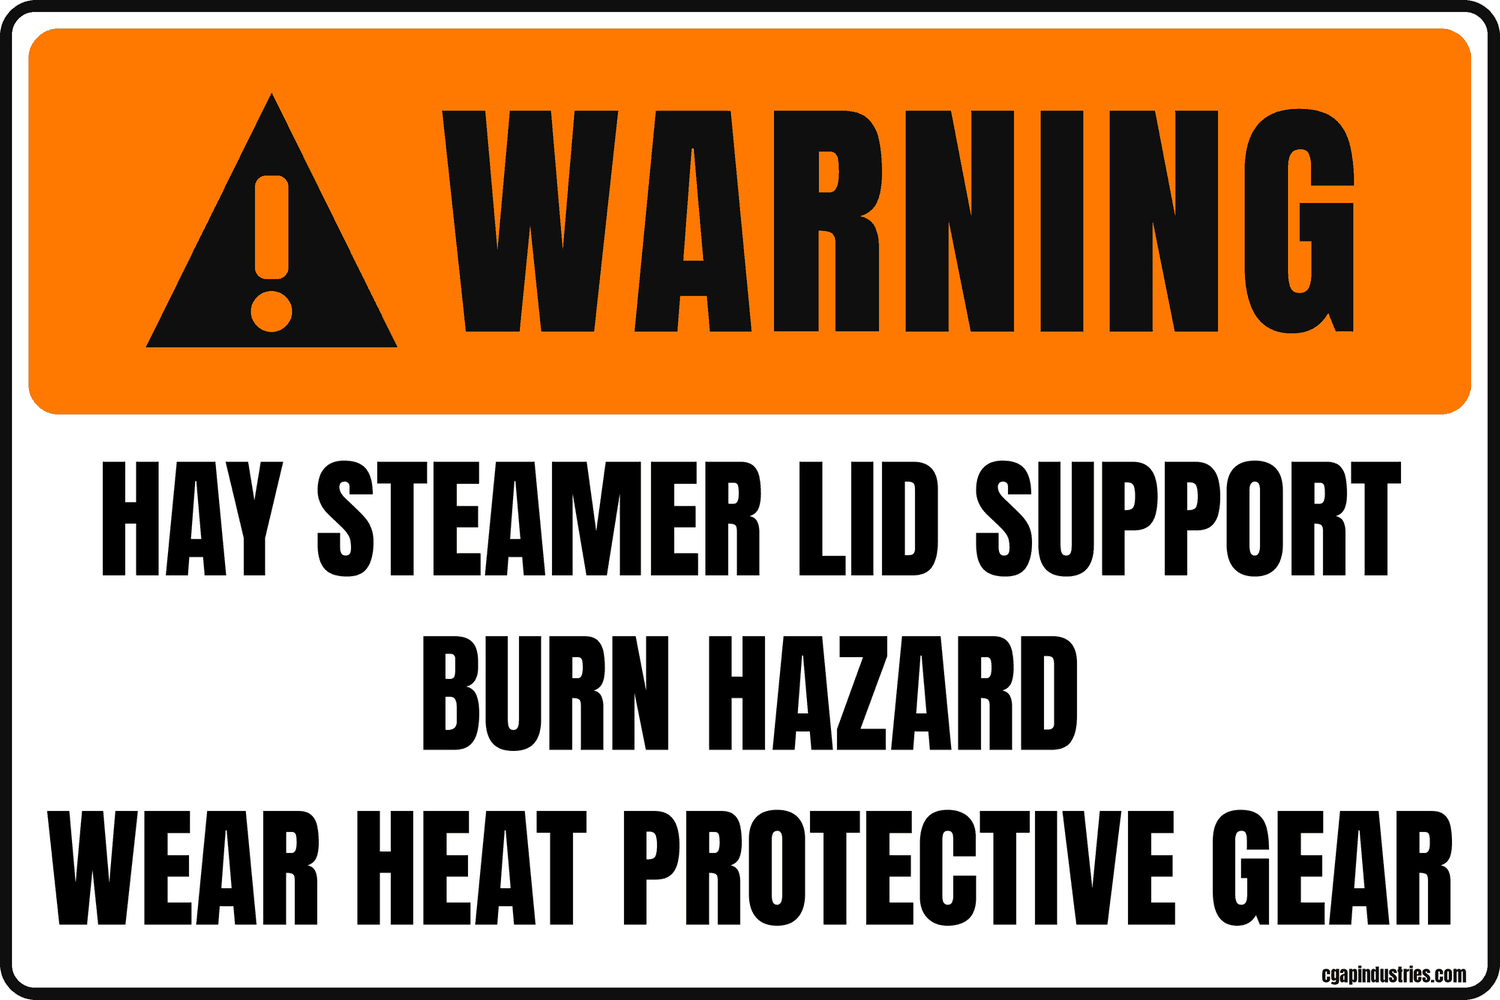 WARNING
HAY STEAMER LID SUPPORT
BURN HAZARD
WEAR HEAT PROTECTIVE GEAR
cgapindustries.com